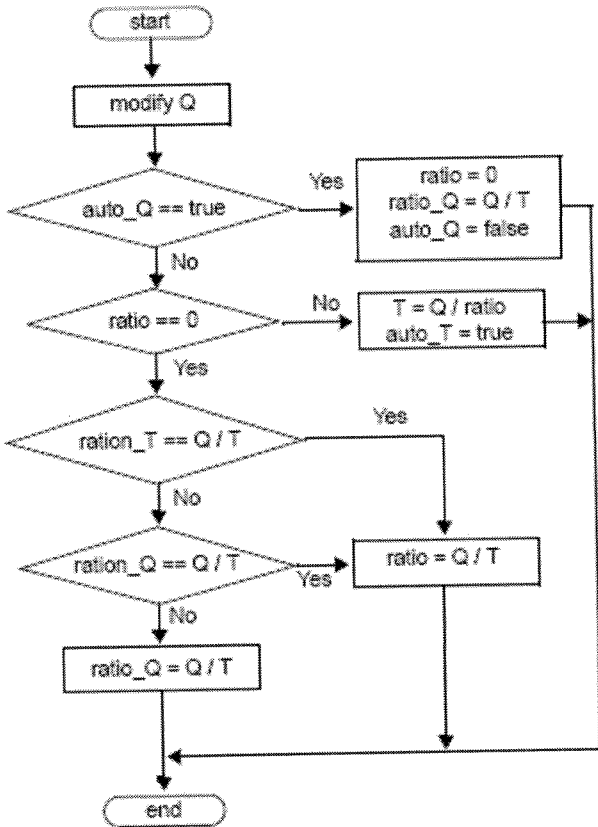 start
modify Q
auto_Q == true
Yes
ratio = 0
ratio_Q = Q / T
auto_Q = false
No
ratio == 0
No
T = Q / ratio
auto_T = true
Yes
ration_T == Q / T
Yes
No
ration_Q == Q / T
Yes
ratio = Q / T
No
ratio_Q = Q / T
end